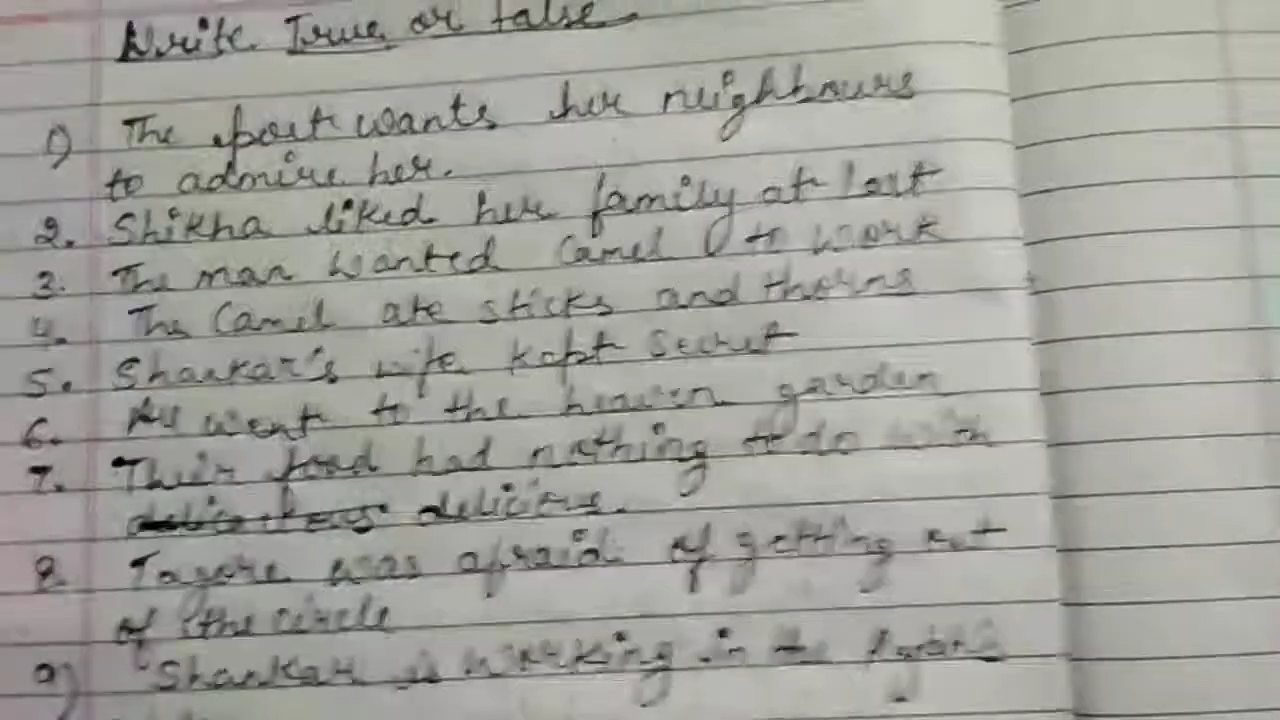 Write True or false.
1) The poet wants her neighbours
to admire her.
2. Shikha liked her family at last
3. The man wanted Camel to work
4. The Camel ate sticks and thorns
5. Shankar's wife kept secret
6. All went to the heaven garden
7. Their food had nothing to do with
delicious.
8. Tagore was afraid of getting out
of the circle
9) Shankar is working in the